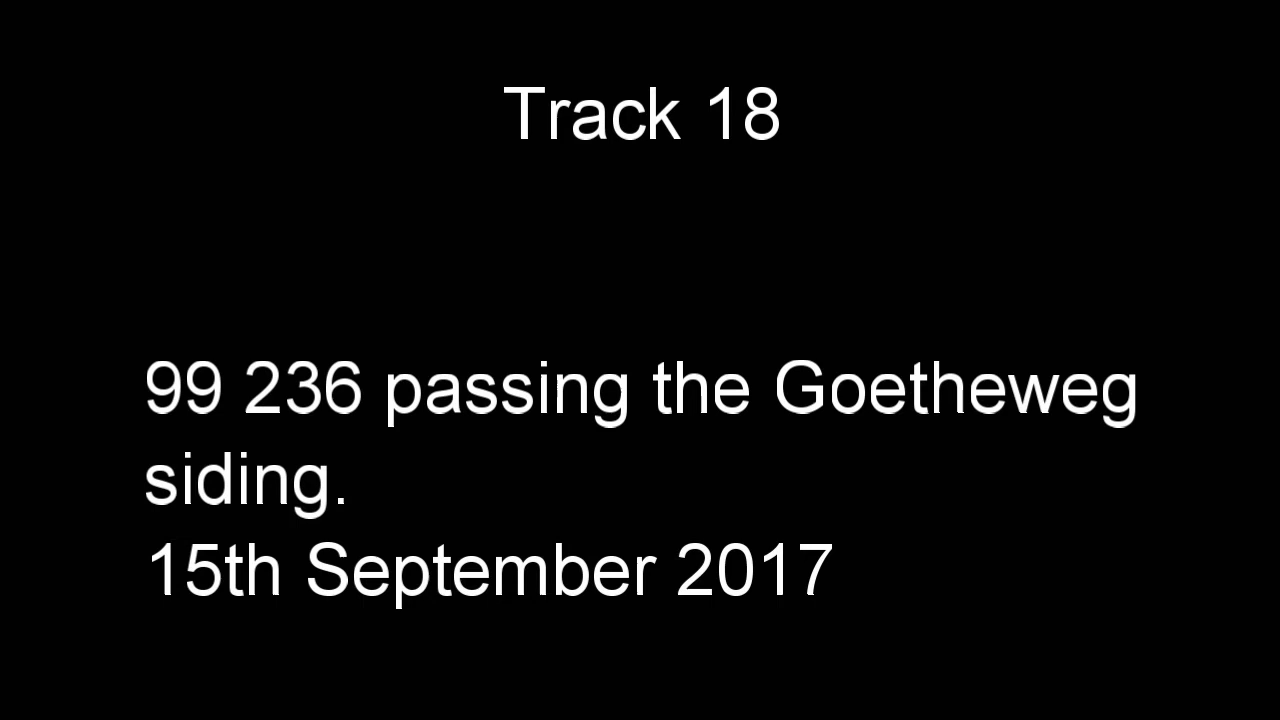 Track 18
99 236 passing the Goetheweg
siding.
15th September 2017